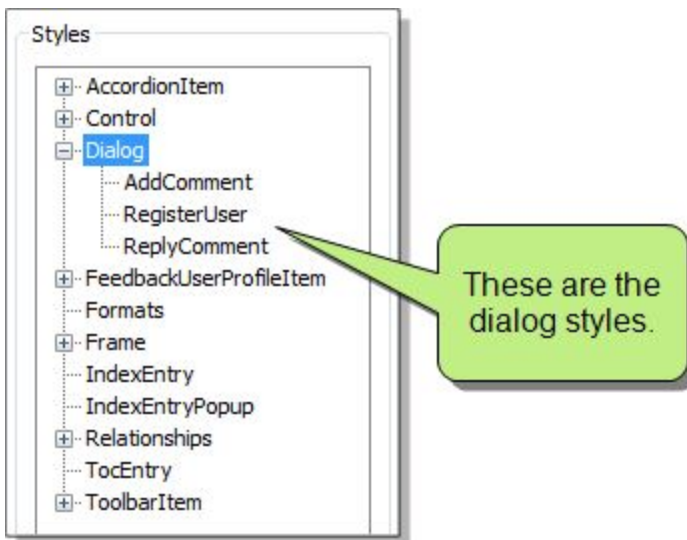 Styles
AccordionItem
Control
Dialog
AddComment
RegisterUser
ReplyComment
FeedbackUserProfileItem
Formats
Frame
IndexEntry
IndexEntryPopup
Relationships
TocEntry
ToolbarItem
These are the
dialog styles.